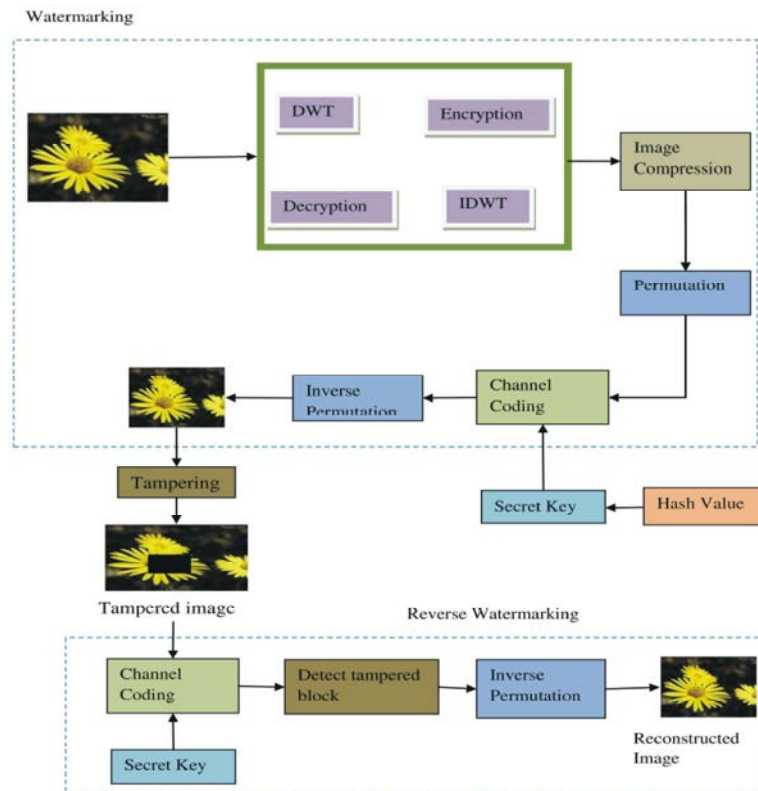 Watermarking
DWT
Encryption
Decryption
IDWT
Image
Compression
Permutation
Inverse
Permutation
Channel
Coding
Tampering
Secret Key
Hash Value
Tampered image
Reverse Watermarking
Channel
Coding
Detect tampered
block
Inverse
Permutation
Secret Key
Reconstructed
Image